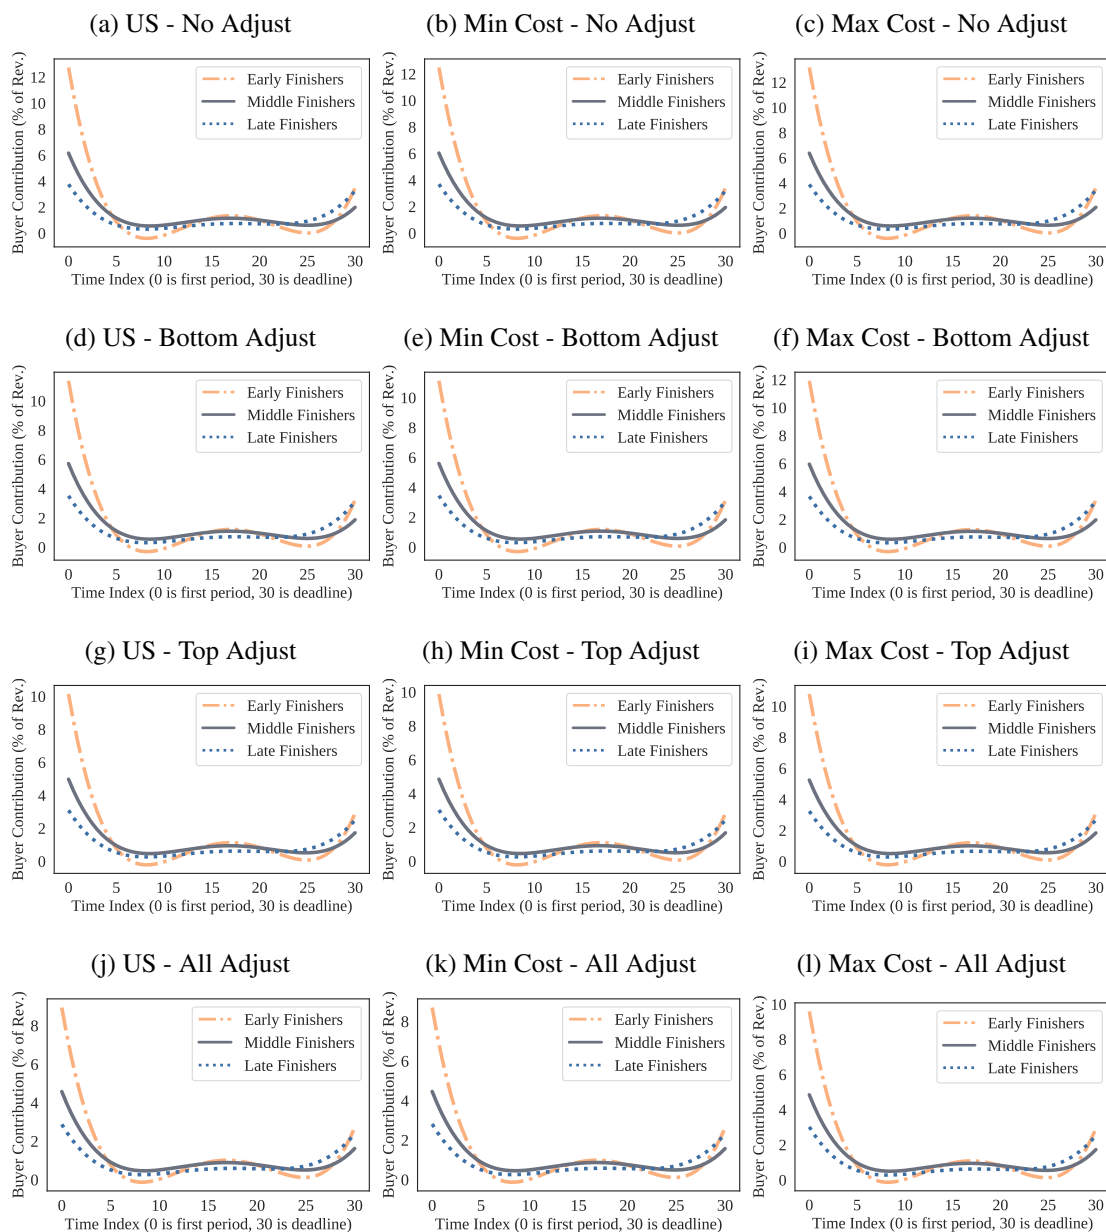 (a) US - No Adjust
Buyer Contribution (% of Rev.)
12
10
8
6
4
2
0
Early Finishers
Middle Finishers
Late Finishers
0 5 10 15 20 25 30
Time Index (0 is first period, 30 is deadline)
(b) Min Cost - No Adjust
Buyer Contribution (% of Rev.)
12
10
8
6
4
2
0
Early Finishers
Middle Finishers
Late Finishers
0 5 10 15 20 25 30
Time Index (0 is first period, 30 is deadline)
(c) Max Cost - No Adjust
Buyer Contribution (% of Rev.)
12
10
8
6
4
2
0
Early Finishers
Middle Finishers
Late Finishers
0 5 10 15 20 25 30
Time Index (0 is first period, 30 is deadline)
(d) US - Bottom Adjust
Buyer Contribution (% of Rev.)
10
8
6
4
2
0
Early Finishers
Middle Finishers
Late Finishers
0 5 10 15 20 25 30
Time Index (0 is first period, 30 is deadline)
(e) Min Cost - Bottom Adjust
Buyer Contribution (% of Rev.)
10
8
6
4
2
0
Early Finishers
Middle Finishers
Late Finishers
0 5 10 15 20 25 30
Time Index (0 is first period, 30 is deadline)
(f) Max Cost - Bottom Adjust
Buyer Contribution (% of Rev.)
12
10
8
6
4
2
0
Early Finishers
Middle Finishers
Late Finishers
0 5 10 15 20 25 30
Time Index (0 is first period, 30 is deadline)
(g) US - Top Adjust
Buyer Contribution (% of Rev.)
10
8
6
4
2
0
Early Finishers
Middle Finishers
Late Finishers
0 5 10 15 20 25 30
Time Index (0 is first period, 30 is deadline)
(h) Min Cost - Top Adjust
Buyer Contribution (% of Rev.)
10
8
6
4
2
0
Early Finishers
Middle Finishers
Late Finishers
0 5 10 15 20 25 30
Time Index (0 is first period, 30 is deadline)
(i) Max Cost - Top Adjust
Buyer Contribution (% of Rev.)
10
8
6
4
2
0
Early Finishers
Middle Finishers
Late Finishers
0 5 10 15 20 25 30
Time Index (0 is first period, 30 is deadline)
(j) US - All Adjust
Buyer Contribution (% of Rev.)
8
6
4
2
0
Early Finishers
Middle Finishers
Late Finishers
0 5 10 15 20 25 30
Time Index (0 is first period, 30 is deadline)
(k) Min Cost - All Adjust
Buyer Contribution (% of Rev.)
8
6
4
2
0
Early Finishers
Middle Finishers
Late Finishers
0 5 10 15 20 25 30
Time Index (0 is first period, 30 is deadline)
(l) Max Cost - All Adjust
Buyer Contribution (% of Rev.)
10
8
6
4
2
0
Early Finishers
Middle Finishers
Late Finishers
0 5 10 15 20 25 30
Time Index (0 is first period, 30 is deadline)